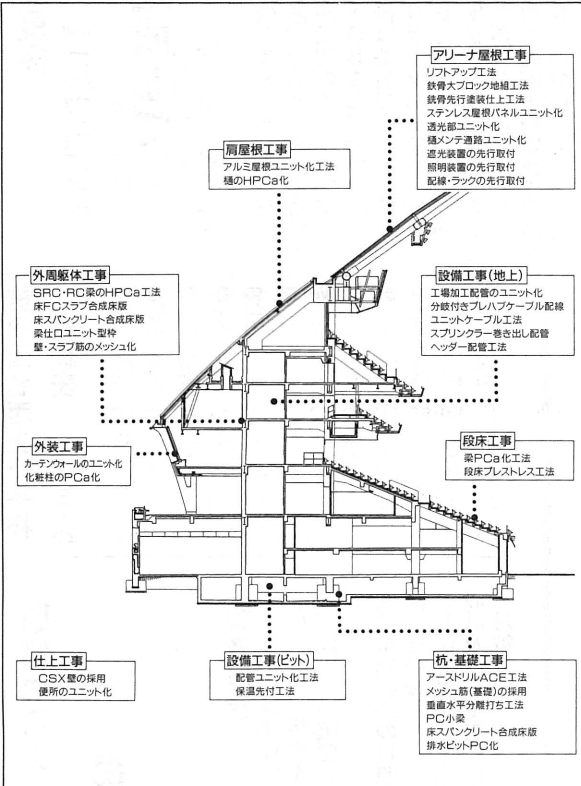 アリーナ屋根工事
リフトアップ工法
鉄骨大ブロック地組工法
鉄骨先行塗装仕上工法
ステンレス屋根パネルユニット化
透光部ユニット化
樋メンテ通路ユニット化
遮光装置の先行取付
照明装置の先行取付
配線・ラックの先行取付
肩屋根工事
アルミ屋根ユニット化工法
樋のHPCa化
外周躯体工事
SRC・RC梁のHPCa工法
床FCスラブ合成床版
床スパンクリート合成床版
梁仕口ユニット型枠
壁・スラブ筋のメッシュ化
設備工事(地上)
工場加工配管のユニット化
分岐付きプレハブケーブル配線
ユニットケーブル工法
スプリンクラー巻き出し配管
ヘッダー配管工法
外装工事
カーテンウォールのユニット化
化粧柱のPCa化
段床工事
梁PCa化工法
段床プレストレス工法
仕上工事
CSX壁の採用
便所のユニット化
設備工事(ピット)
配管ユニット化工法
保温先付工法
杭・基礎工事
アースドリルACE工法
メッシュ筋(基礎)の採用
垂直水平分離打ち工法
PC小梁
床スパンクリート合成床版
排水ピットPC化